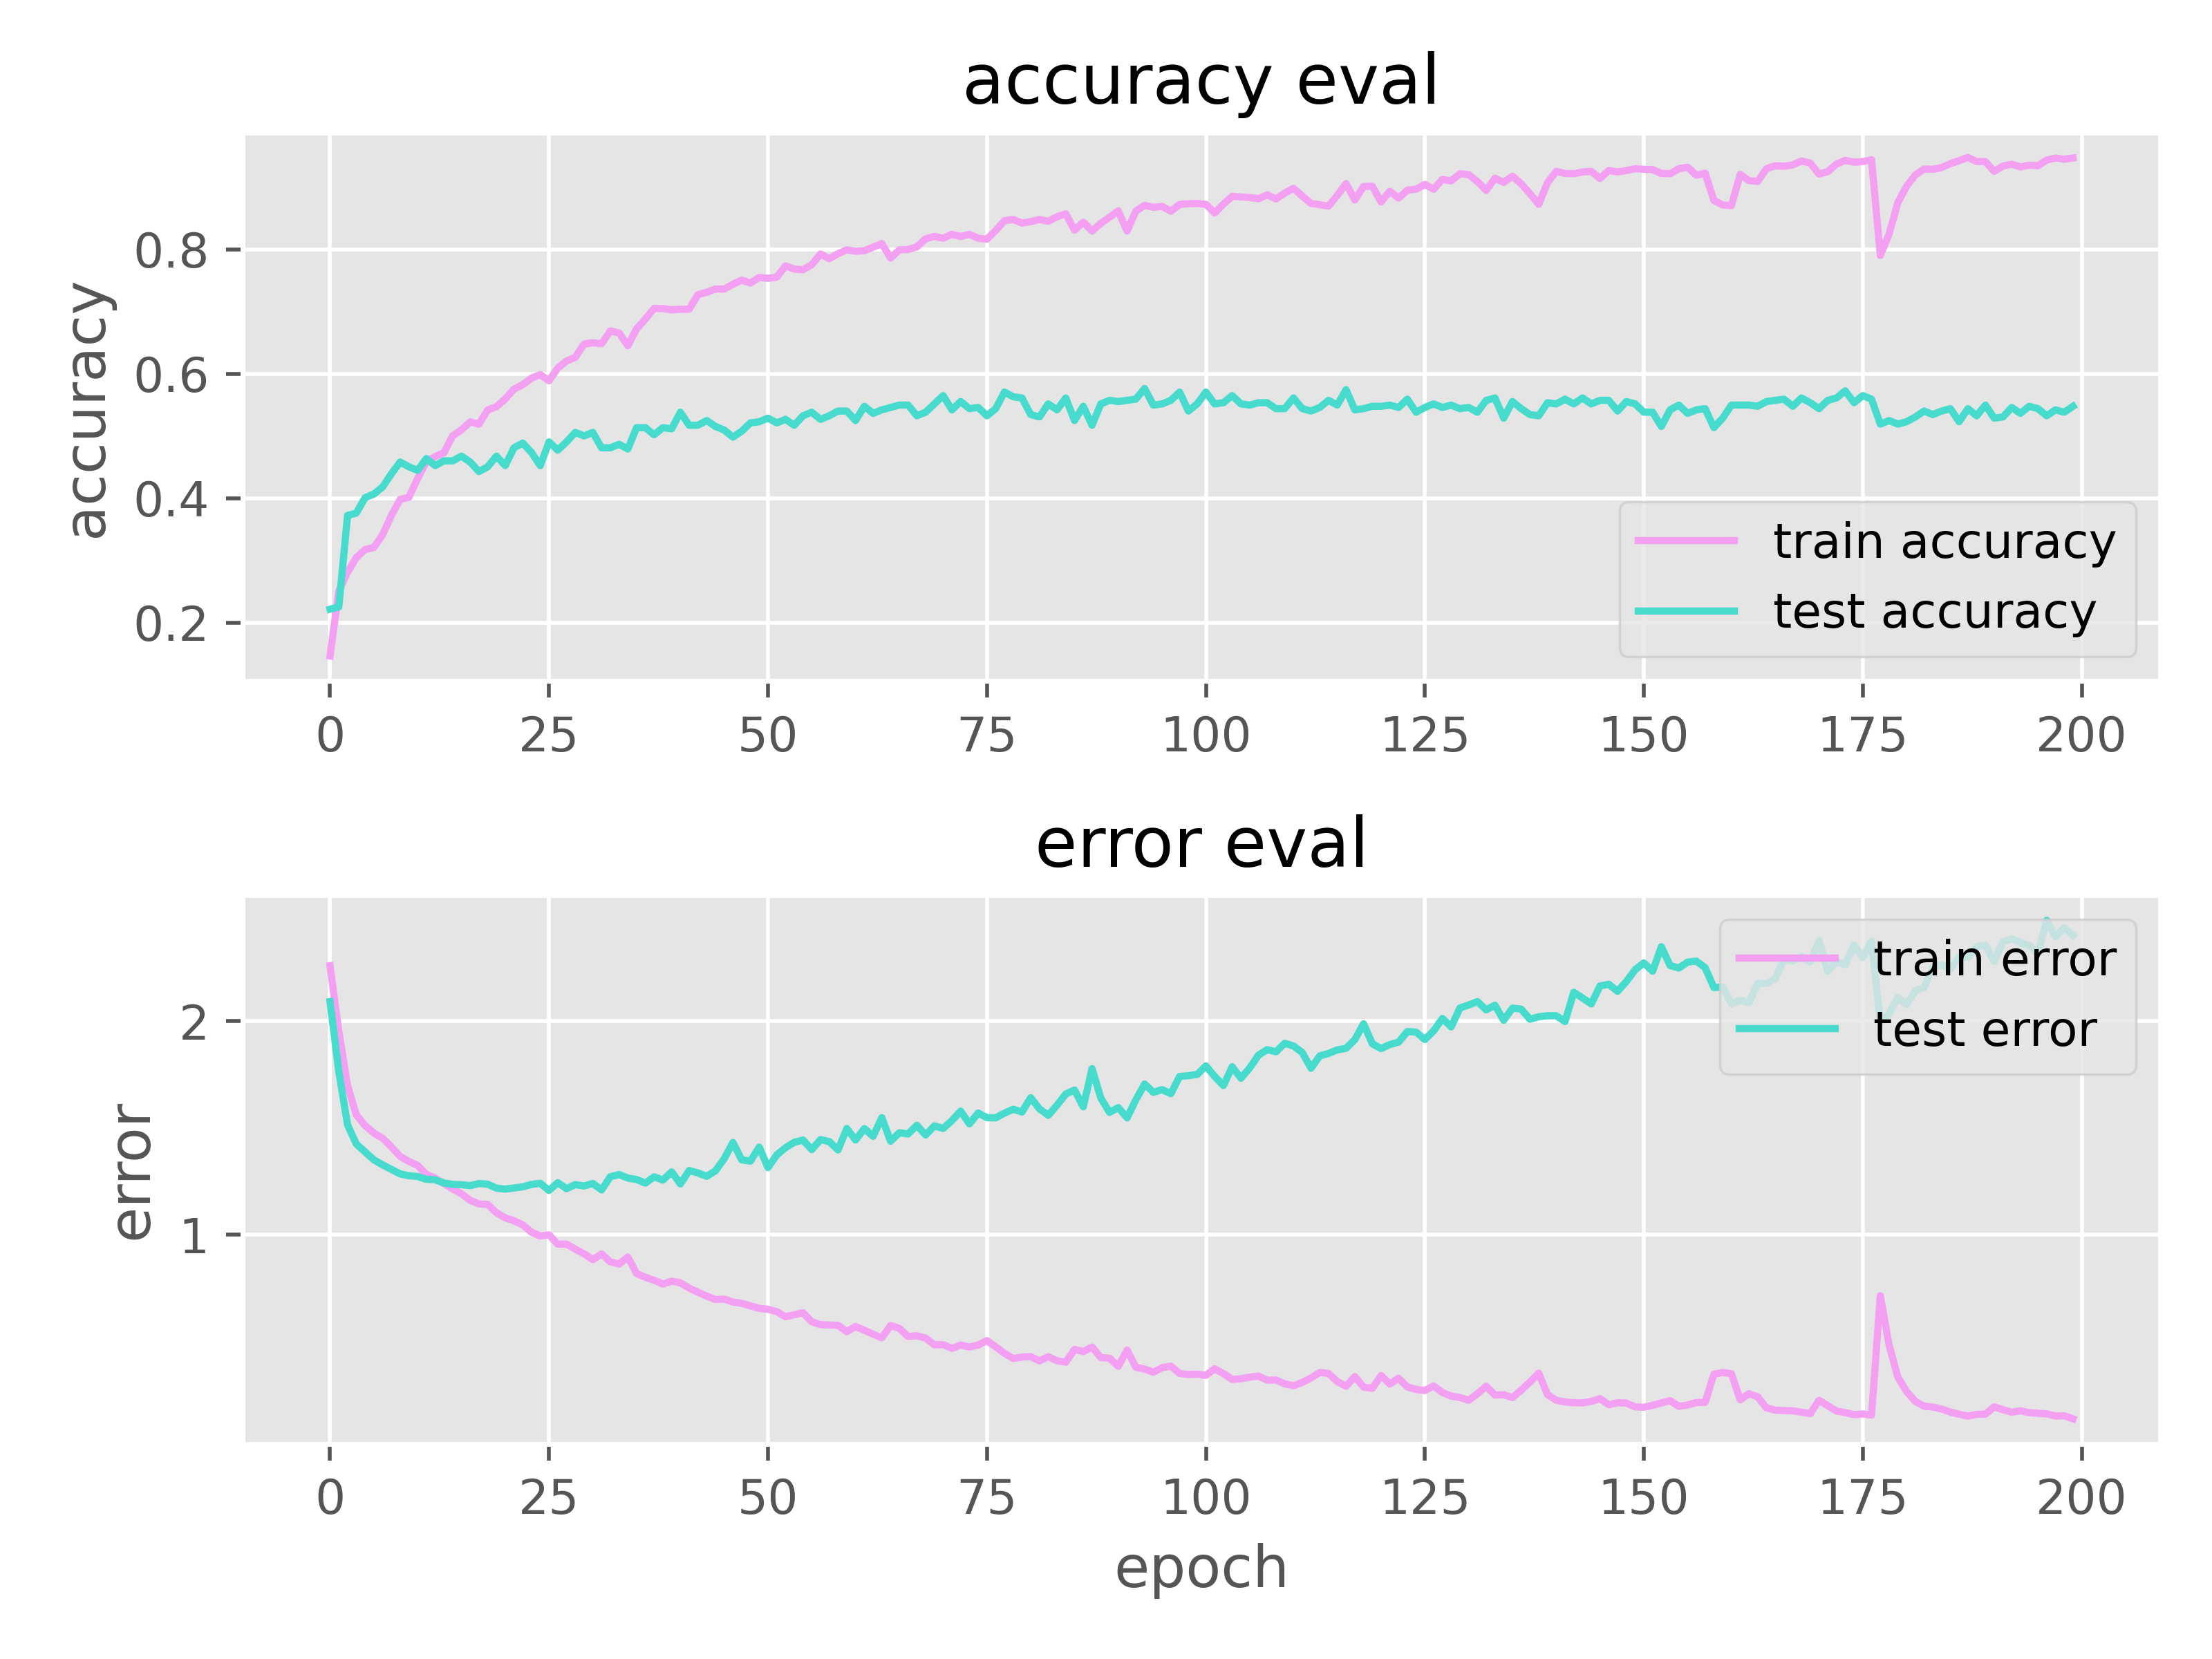 accuracy eval
accuracy
0.8
0.6
0.4
0.2
train accuracy
test accuracy
0 25 50 75 100 125 150 175 200
error eval
error
2
1
train error
test error
0 25 50 75 100 125 150 175 200
epoch